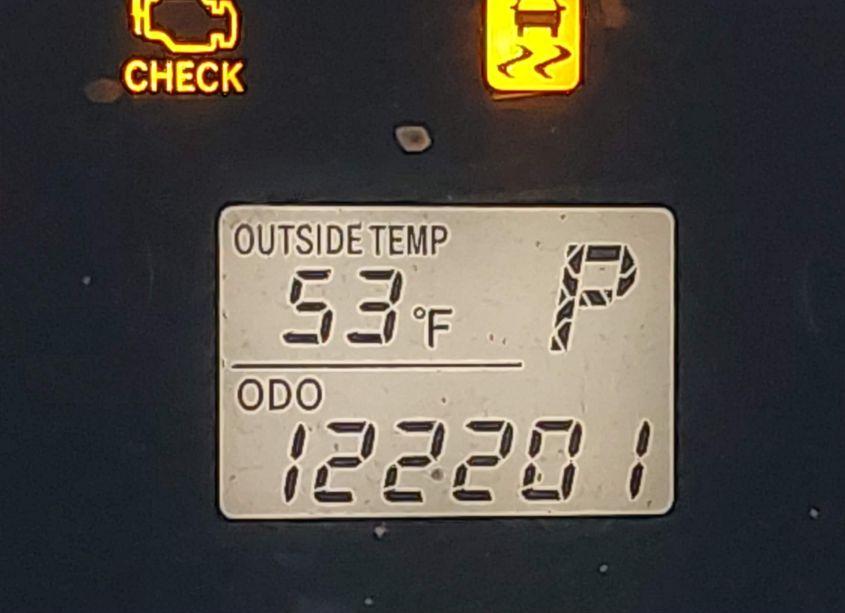 CHECK
OUTSIDE TEMP
53°F
P
ODO
122201